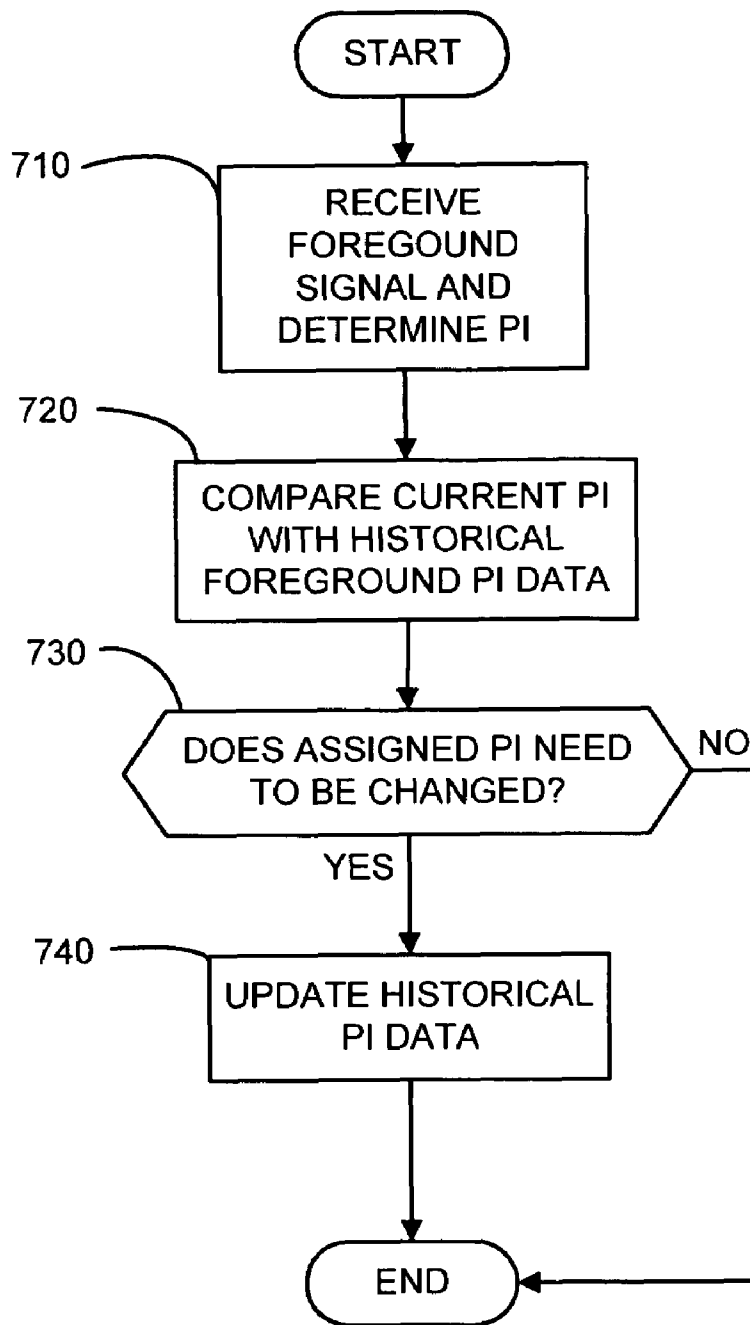 START
710
RECEIVE
FOREGOUND
SIGNAL AND
DETERMINE PI
720
COMPARE CURRENT PI
WITH HISTORICAL
FOREGROUND PI DATA
730
DOES ASSIGNED PI NEED
TO BE CHANGED?
NO
YES
740
UPDATE HISTORICAL
PI DATA
END